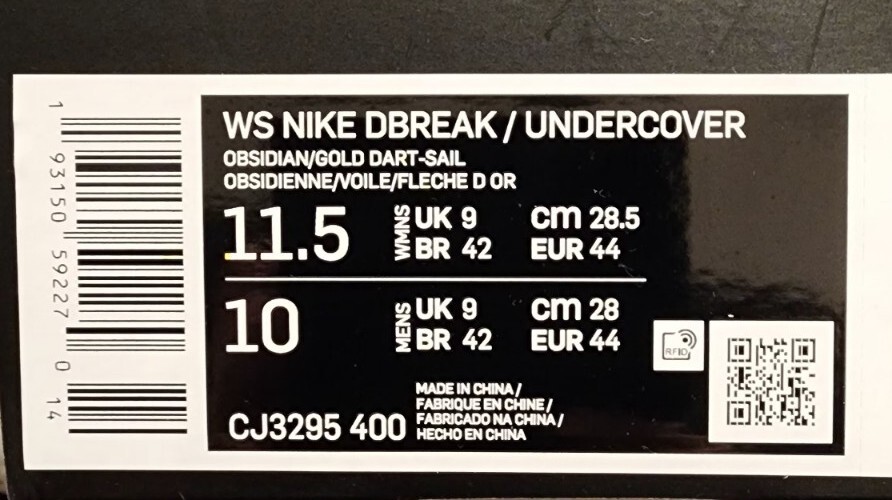 1 93150 59227 0 14
WS NIKE DBREAK / UNDERCOVER
OBSIDIAN/GOLD DART-SAIL
OBSIDIENNE/VOILE/FLECHE D OR
11.5 WMNS UK 9 cm 28.5
BR 42 EUR 44
10 MENS UK 9 cm 28
BR 42 EUR 44
RFID
CJ3295 400
MADE IN CHINA /
FABRIQUE EN CHINE /
FABRICADO NA CHINA /
HECHO EN CHINA